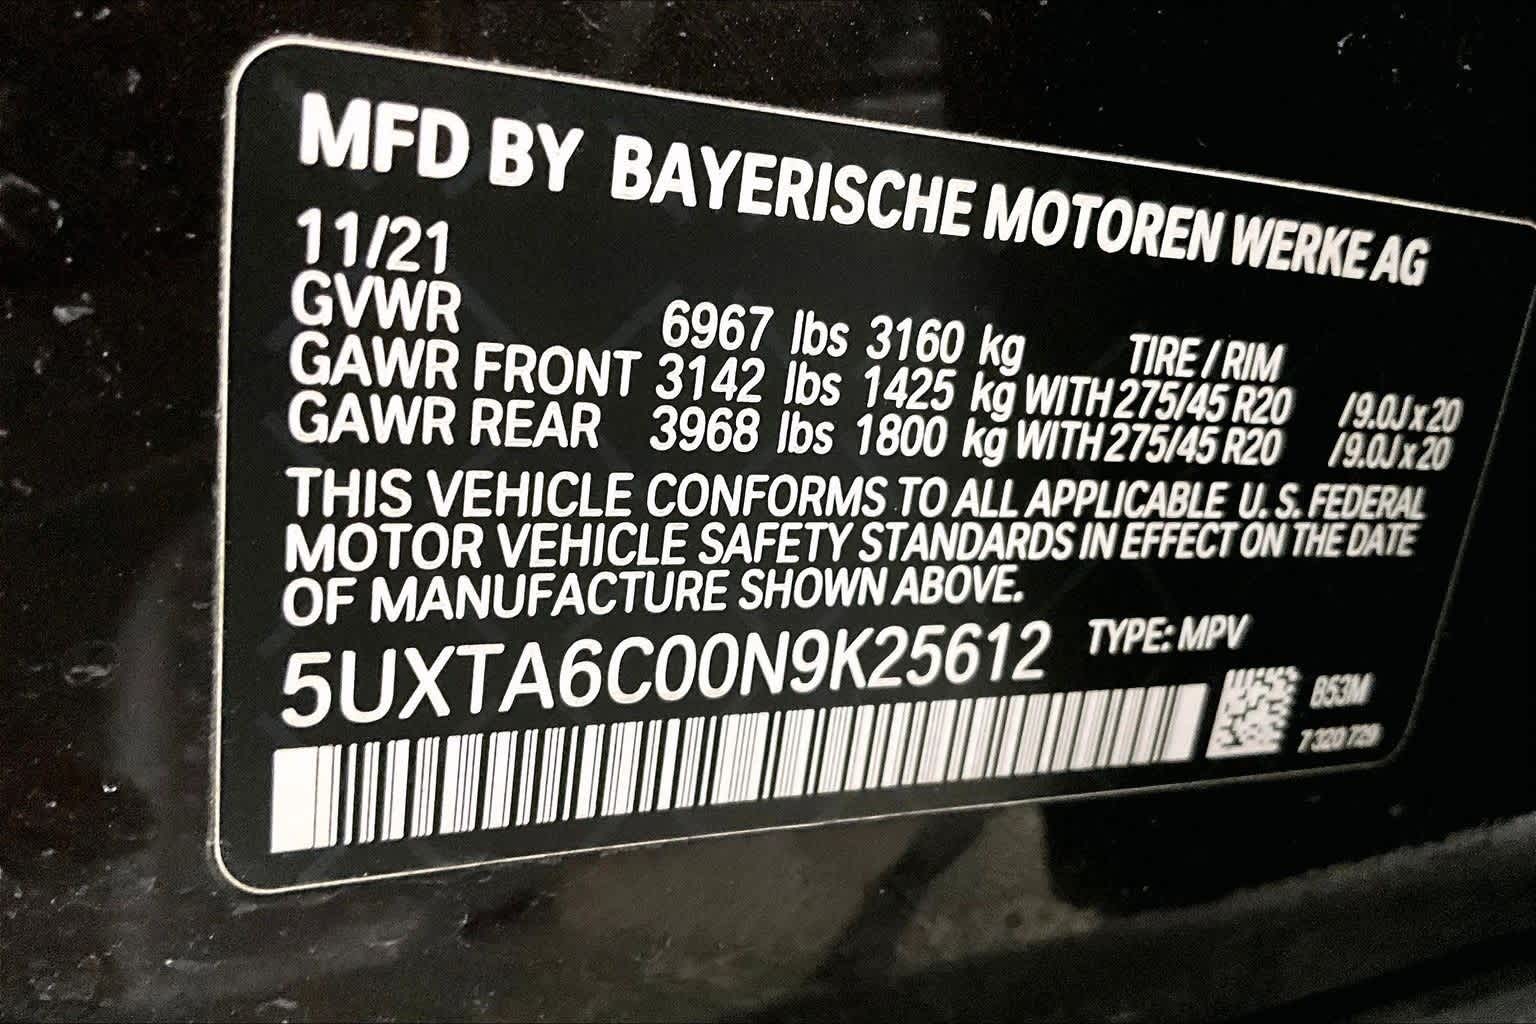 MFD BY BAYERISCHE MOTOREN WERKE AG
11/21
GVWR 6967 lbs 3160 kg TIRE / RIM
GAWR FRONT 3142 lbs 1425 kg WITH 275/45 R20 /9.0J x 20
GAWR REAR 3968 lbs 1800 kg WITH 275/45 R20 /9.0J x 20
THIS VEHICLE CONFORMS TO ALL APPLICABLE U.S. FEDERAL
MOTOR VEHICLE SAFETY STANDARDS IN EFFECT ON THE DATE
OF MANUFACTURE SHOWN ABOVE.
5UXTA6C00N9K25612 TYPE: MPV
7 320 729